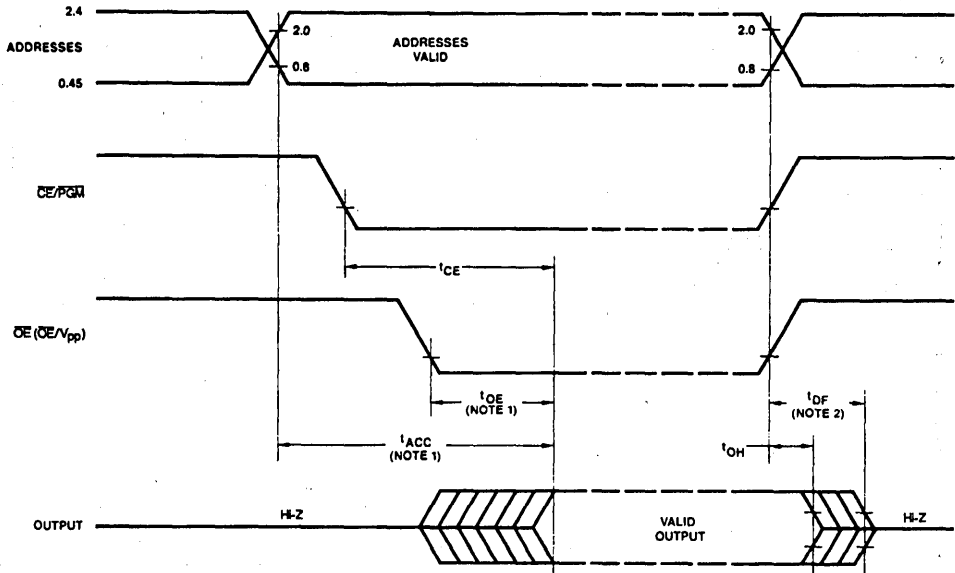 2.4
ADDRESSES
0.45
2.0
0.8
ADDRESSES
VALID
2.0
0.8
CE/PGM
tCE
OE (OE/Vpp)
tOE
(NOTE 1)
tDF
(NOTE 2)
tACC
(NOTE 1)
tOH
OUTPUT
HI-Z
VALID
OUTPUT
HI-Z